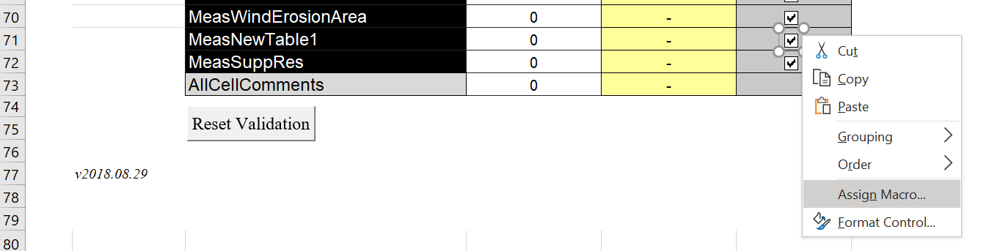 70 MeasWindErosionArea 0 -
71 MeasNewTable1 0 -
72 MeasSuppRes 0 -
73 AllCellComments 0 -
74
75
76
77
78
79
80
Reset Validation
v2018.08.29
Cut
Copy
Paste
Grouping
Order
Assign Macro...
Format Control...